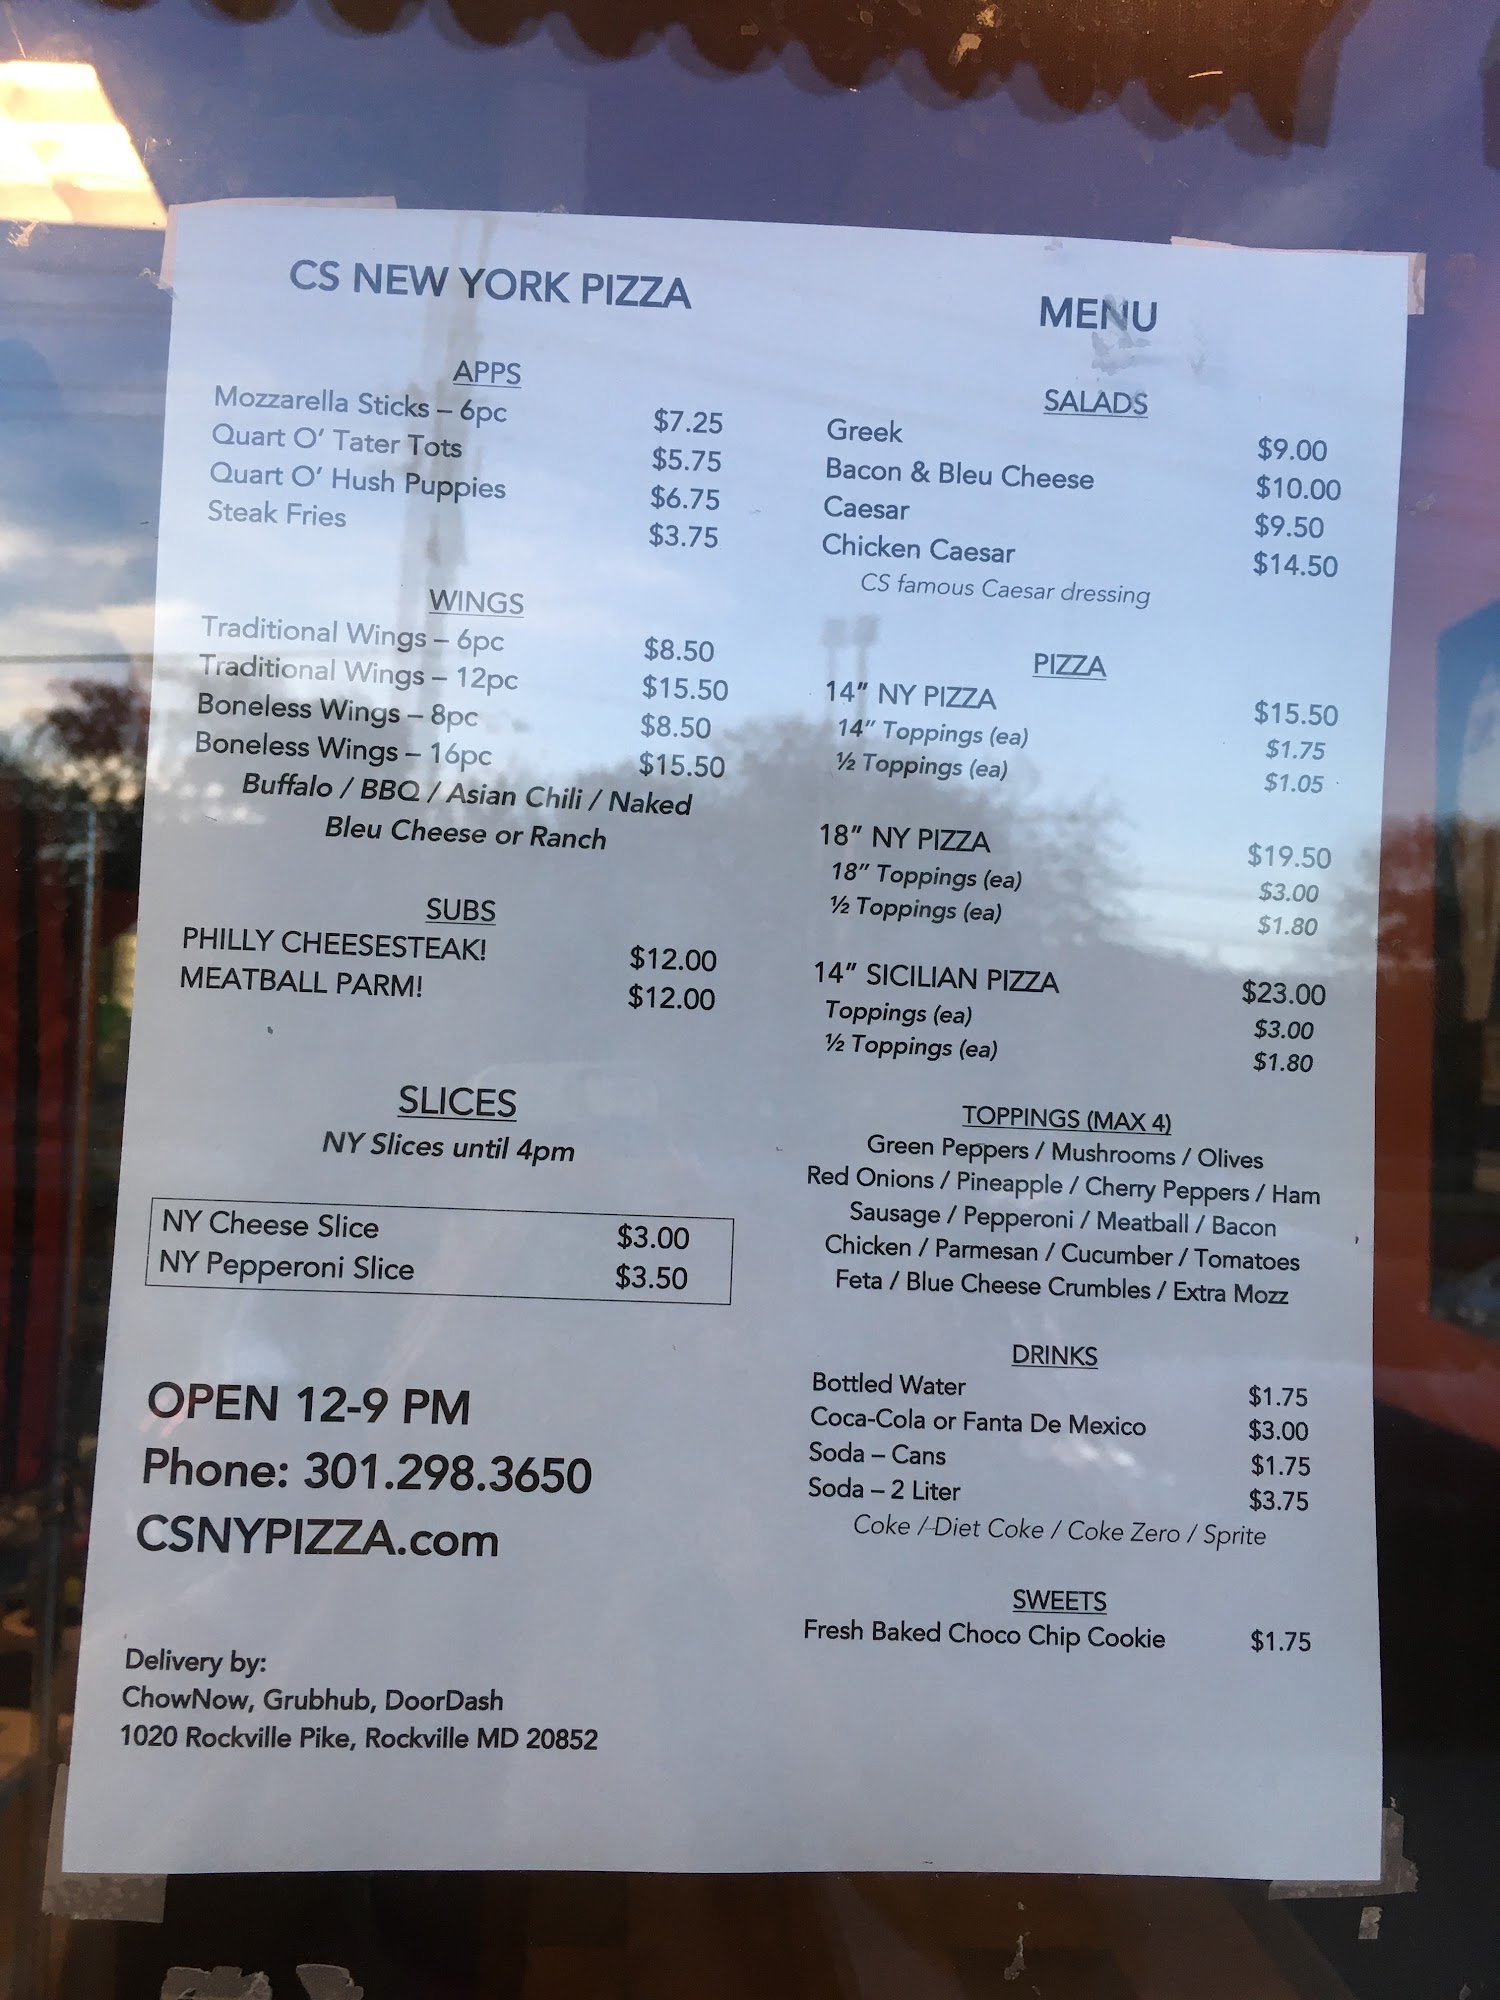 CS NEW YORK PIZZA
APPS
Mozzarella Sticks – 6pc $7.25
Quart O' Tater Tots $5.75
Quart O' Hush Puppies $6.75
Steak Fries $3.75
WINGS
Traditional Wings – 6pc $8.50
Traditional Wings – 12pc $15.50
Boneless Wings – 8pc $8.50
Boneless Wings – 16pc $15.50
Buffalo / BBQ / Asian Chili / Naked
Bleu Cheese or Ranch
SUBS
PHILLY CHEESESTEAK! $12.00
MEATBALL PARM! $12.00
SLICES
NY Slices until 4pm
NY Cheese Slice $3.00
NY Pepperoni Slice $3.50
OPEN 12-9 PM
Phone: 301.298.3650
CSNYPIZZA.com
Delivery by:
ChowNow, Grubhub, DoorDash
1020 Rockville Pike, Rockville MD 20852
MENU
SALADS
Greek $9.00
Bacon & Bleu Cheese $10.00
Caesar $9.50
Chicken Caesar $14.50
CS famous Caesar dressing
PIZZA
14" NY PIZZA $15.50
14" Toppings (ea) $1.75
½ Toppings (ea) $1.05
18" NY PIZZA $19.50
18" Toppings (ea) $3.00
½ Toppings (ea) $1.80
14" SICILIAN PIZZA $23.00
Toppings (ea) $3.00
½ Toppings (ea) $1.80
TOPPINGS (MAX 4)
Green Peppers / Mushrooms / Olives
Red Onions / Pineapple / Cherry Peppers / Ham
Sausage / Pepperoni / Meatball / Bacon
Chicken / Parmesan / Cucumber / Tomatoes
Feta / Blue Cheese Crumbles / Extra Mozz
DRINKS
Bottled Water $1.75
Coca-Cola or Fanta De Mexico $3.00
Soda – Cans $1.75
Soda – 2 Liter $3.75
Coke / Diet Coke / Coke Zero / Sprite
SWEETS
Fresh Baked Choco Chip Cookie $1.75